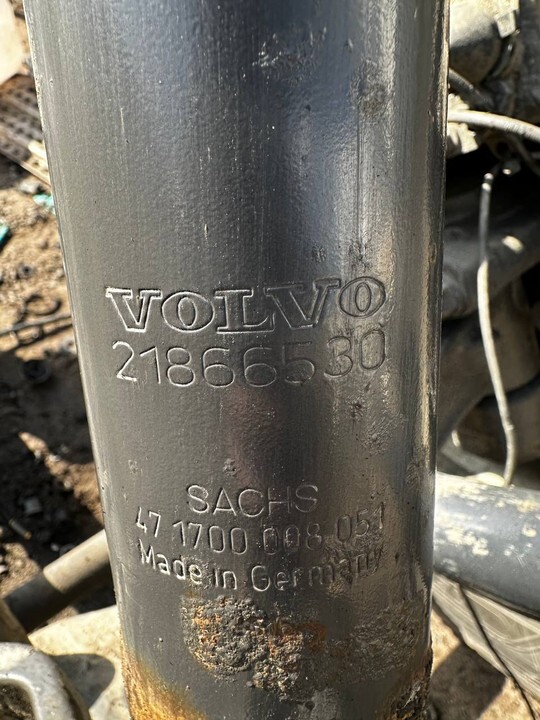 VOLVO
21866530
SACHS
47 1700 008 051
Made in Germany